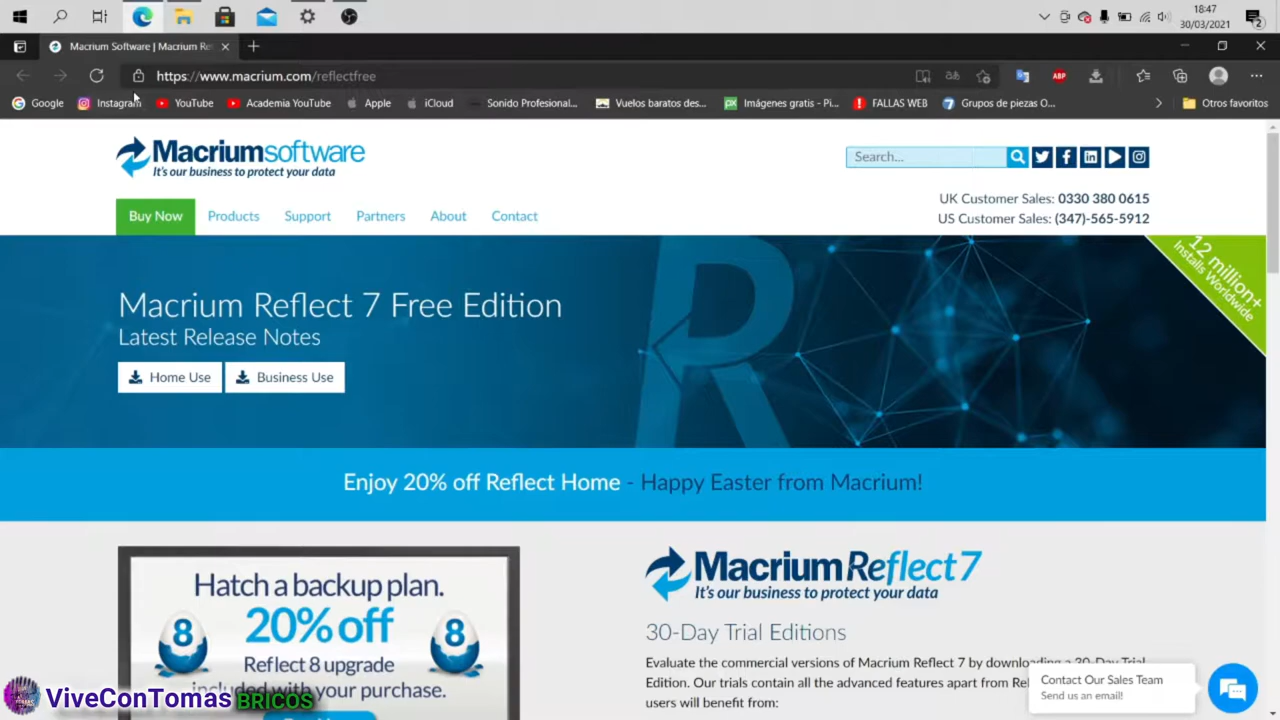 18:47
30/03/2021
2
Macrium Software | Macrium Re
https://www.macrium.com/reflectfree
ABP
Google
Instagram
YouTube
Academia YouTube
Apple
iCloud
Sonido Profesional...
Vuelos baratos des...
px
Imágenes gratis - Pi...
FALLAS WEB
Grupos de piezas O...
Otros favoritos
Macriumsoftware
It's our business to protect your data
Search...
UK Customer Sales: 0330 380 0615
US Customer Sales: (347)-565-5912
Buy Now
Products
Support
Partners
About
Contact
12 million+
Installs Worldwide
Macrium Reflect 7 Free Edition
Latest Release Notes
Home Use
Business Use
Enjoy 20% off Reflect Home - Happy Easter from Macrium!
Hatch a backup plan.
8
20% off
8
Reflect 8 upgrade
included with your purchase.
MacriumReflect 7
It's our business to protect your data
30-Day Trial Editions
Evaluate the commercial versions of Macrium Reflect 7 by downloading a 30-Day Trial
Edition. Our trials contain all the advanced features apart from Re
users will benefit from:
Contact Our Sales Team
Send us an email!
ViveConTomas BRICOS